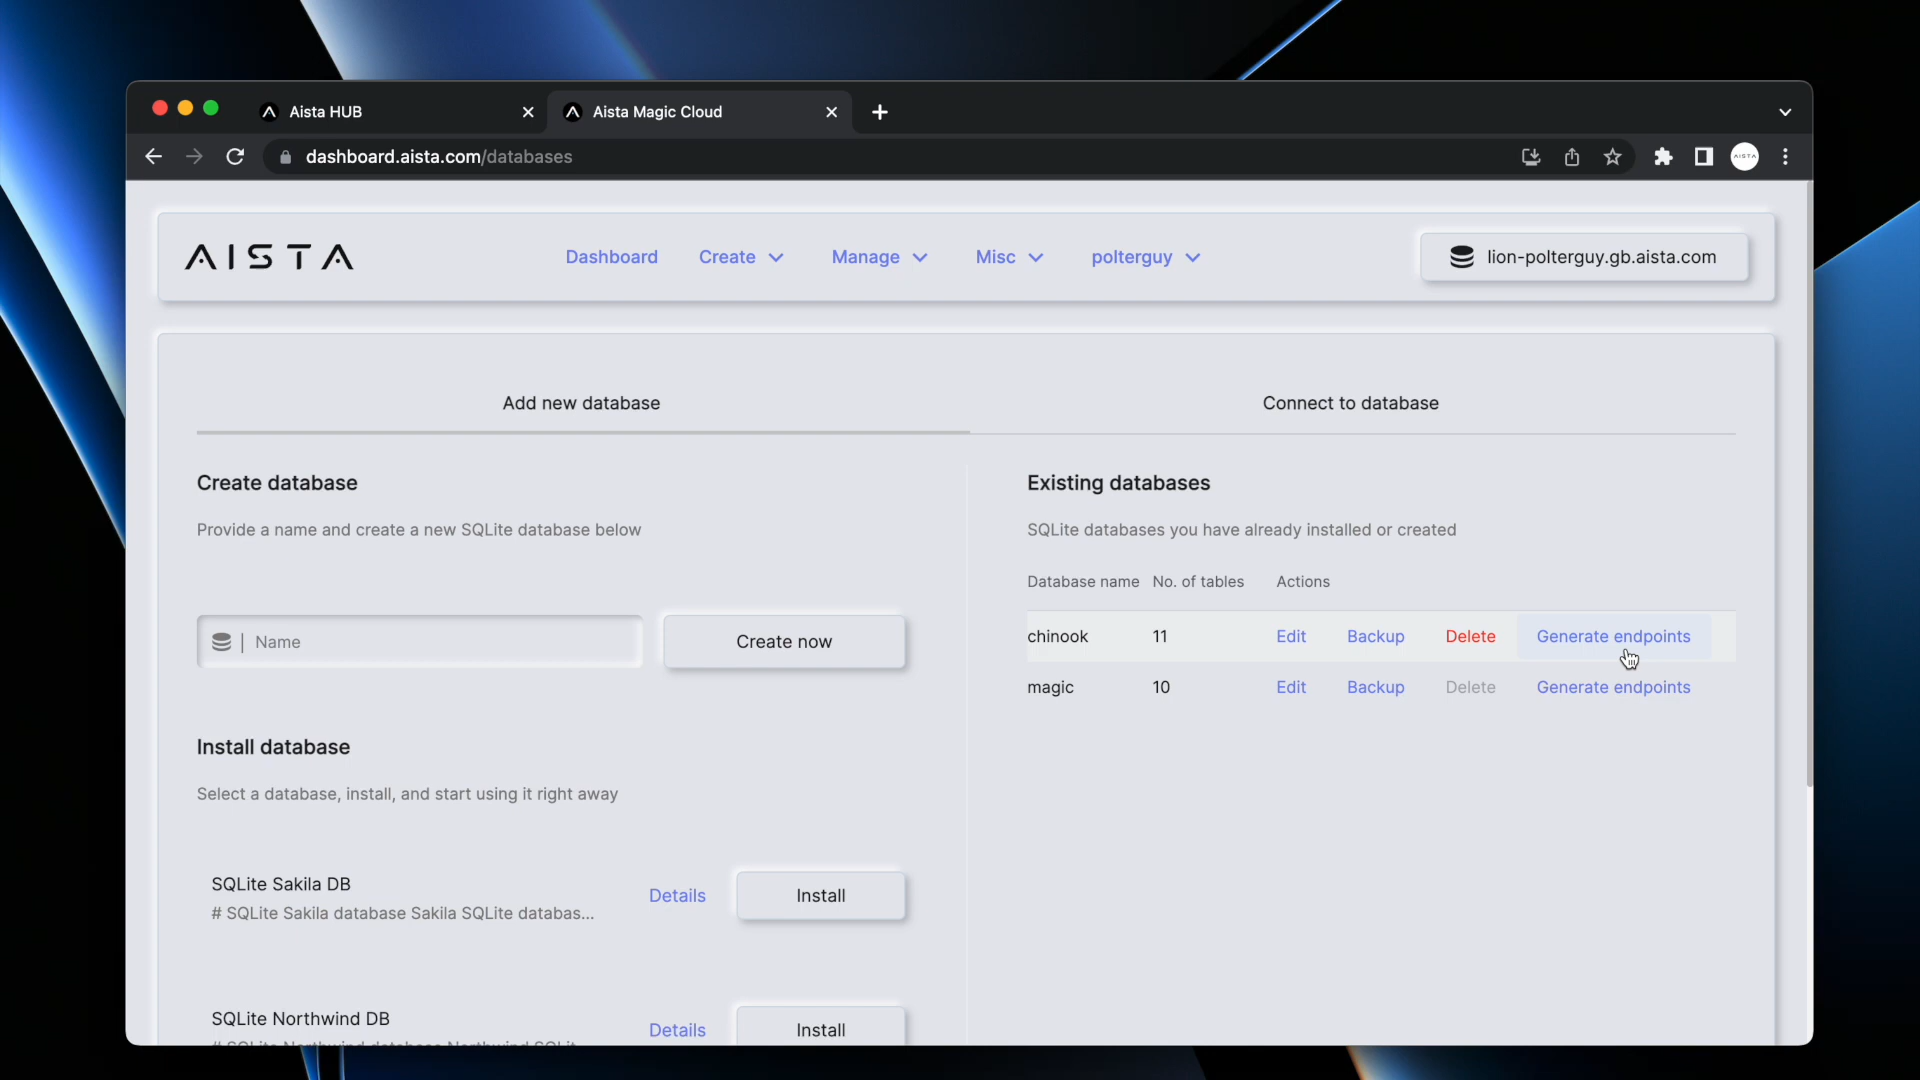 Aista HUB
Aista Magic Cloud
dashboard.aista.com/databases
AISTA
AISTA
Dashboard
Create
Manage
Misc
polterguy
lion-polterguy.gb.aista.com
Add new database
Connect to database
Create database
Provide a name and create a new SQLite database below
Name
Create now
Existing databases
SQLite databases you have already installed or created
Database name No. of tables Actions
chinook 11 Edit Backup Delete Generate endpoints
magic 10 Edit Backup Delete Generate endpoints
Install database
Select a database, install, and start using it right away
SQLite Sakila DB
# SQLite Sakila database Sakila SQLite databas...
Details
Install
SQLite Northwind DB
# SQLite Northwind database Northwind SQLit...
Details
Install